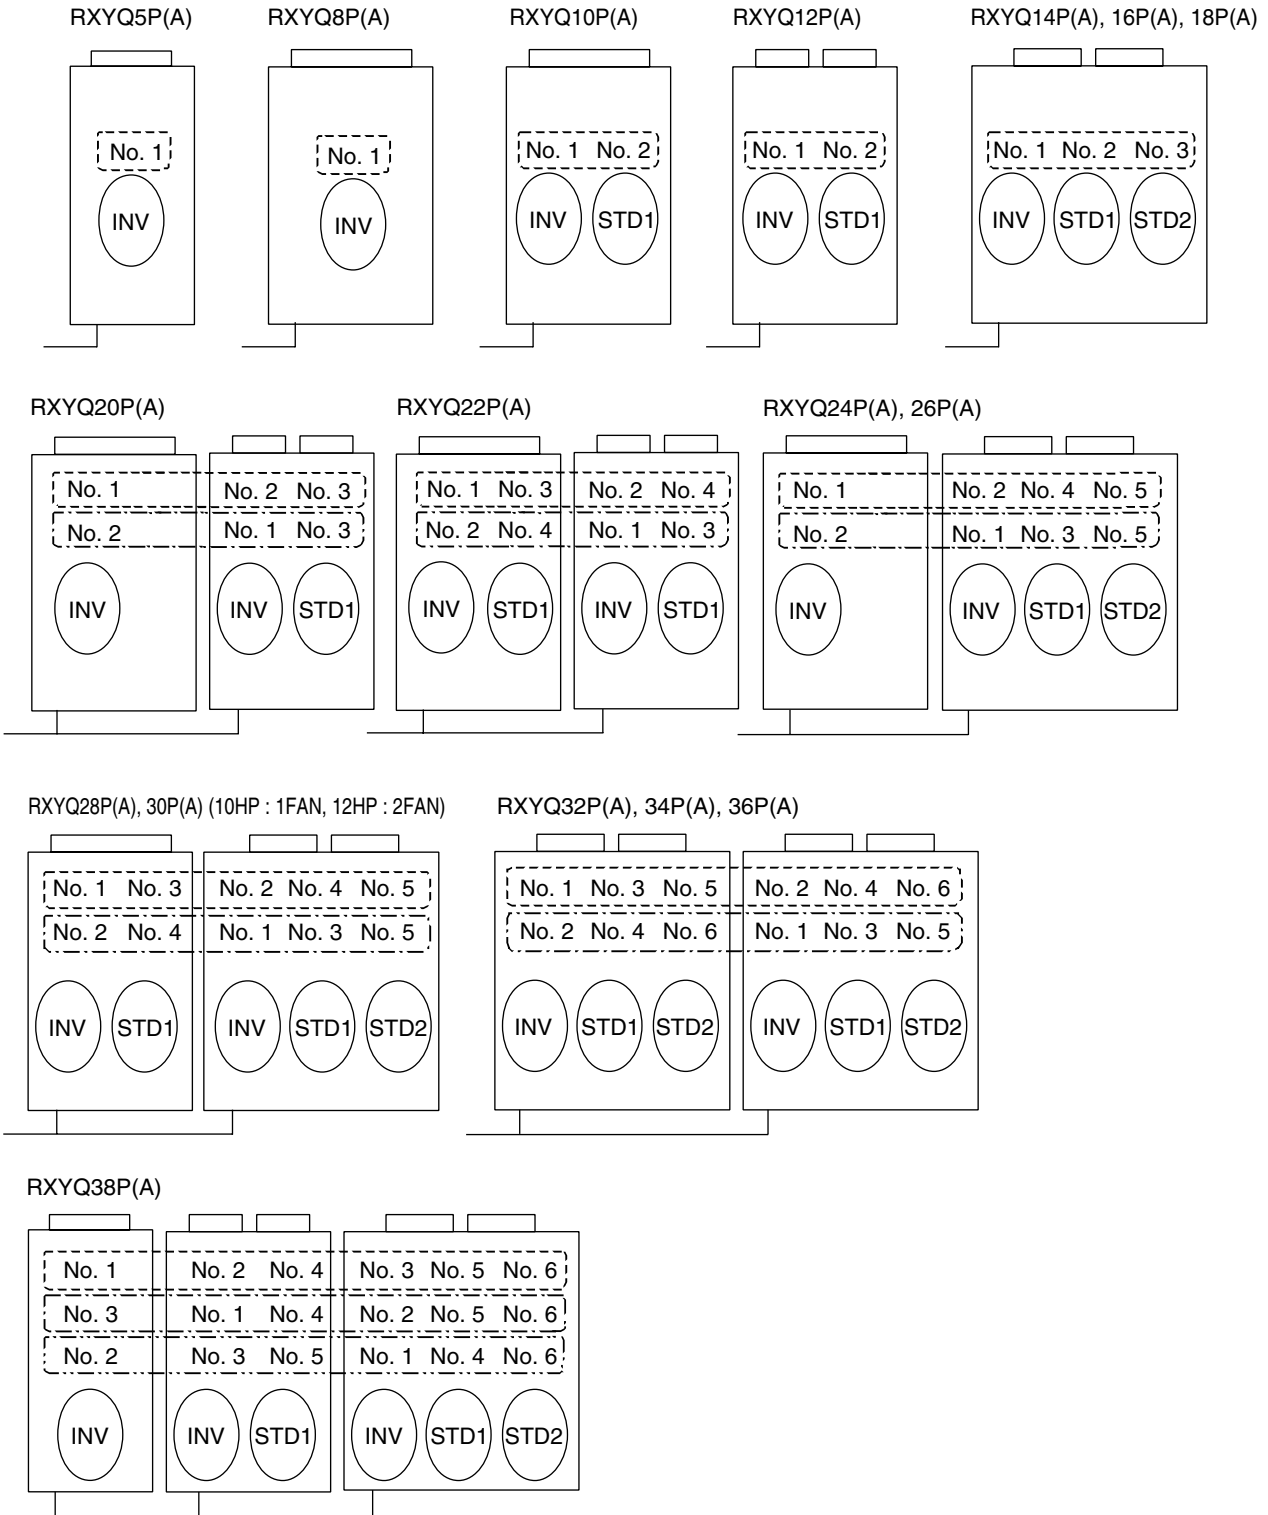 RXYQ5P(A) RXYQ8P(A) RXYQ10P(A) RXYQ12P(A) RXYQ14P(A), 16P(A), 18P(A)
No. 1 No. 1 No. 1 No. 2 No. 1 No. 2 No. 1 No. 2 No. 3
INV INV INV STD1 INV STD1 INV STD1 STD2
RXYQ20P(A) RXYQ22P(A) RXYQ24P(A), 26P(A)
No. 1 No. 2 No. 3 No. 1 No. 3 No. 2 No. 4 No. 1 No. 2 No. 4 No. 5
No. 2 No. 1 No. 3 No. 2 No. 4 No. 1 No. 3 No. 2 No. 1 No. 3 No. 5
INV INV STD1 INV STD1 INV STD1 INV INV STD1 STD2
RXYQ28P(A), 30P(A) (10HP : 1FAN, 12HP : 2FAN) RXYQ32P(A), 34P(A), 36P(A)
No. 1 No. 3 No. 2 No. 4 No. 5 No. 1 No. 3 No. 5 No. 2 No. 4 No. 6
No. 2 No. 4 No. 1 No. 3 No. 5 No. 2 No. 4 No. 6 No. 1 No. 3 No. 5
INV STD1 INV STD1 STD2 INV STD1 STD2 INV STD1 STD2
RXYQ38P(A)
No. 1 No. 2 No. 4 No. 3 No. 5 No. 6
No. 3 No. 1 No. 4 No. 2 No. 5 No. 6
No. 2 No. 3 No. 5 No. 1 No. 4 No. 6
INV INV STD1 INV STD1 STD2